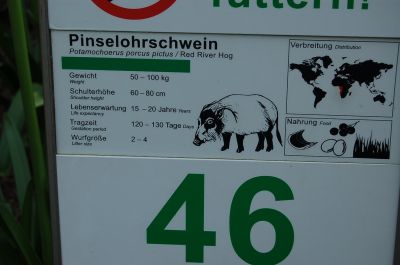 füttern!
Pinselohrschwein
Potamochoerus porcus pictus / Red River Hog
Gewicht 50 – 100 kg
Weight
Schulterhöhe 60 – 80 cm
Shoulder height
Lebenserwartung 15 – 20 Jahre Years
Life expectancy
Tragzeit 120 – 130 Tage Days
Gestation period
Wurfgröße 2 – 4
Litter size
Verbreitung Distribution
Nahrung Food
46